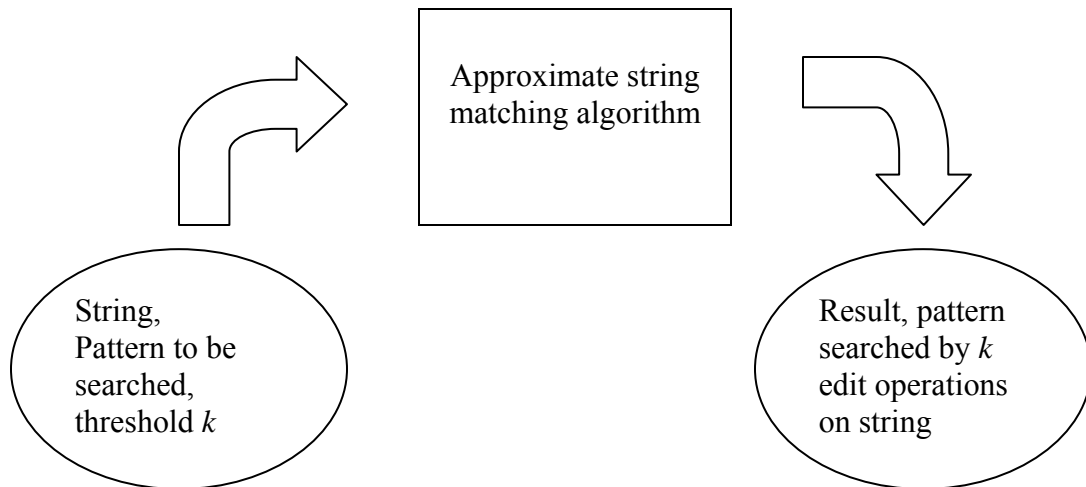 Approximate string
matching algorithm
String,
Pattern to be
searched,
threshold k
Result, pattern
searched by k
edit operations
on string